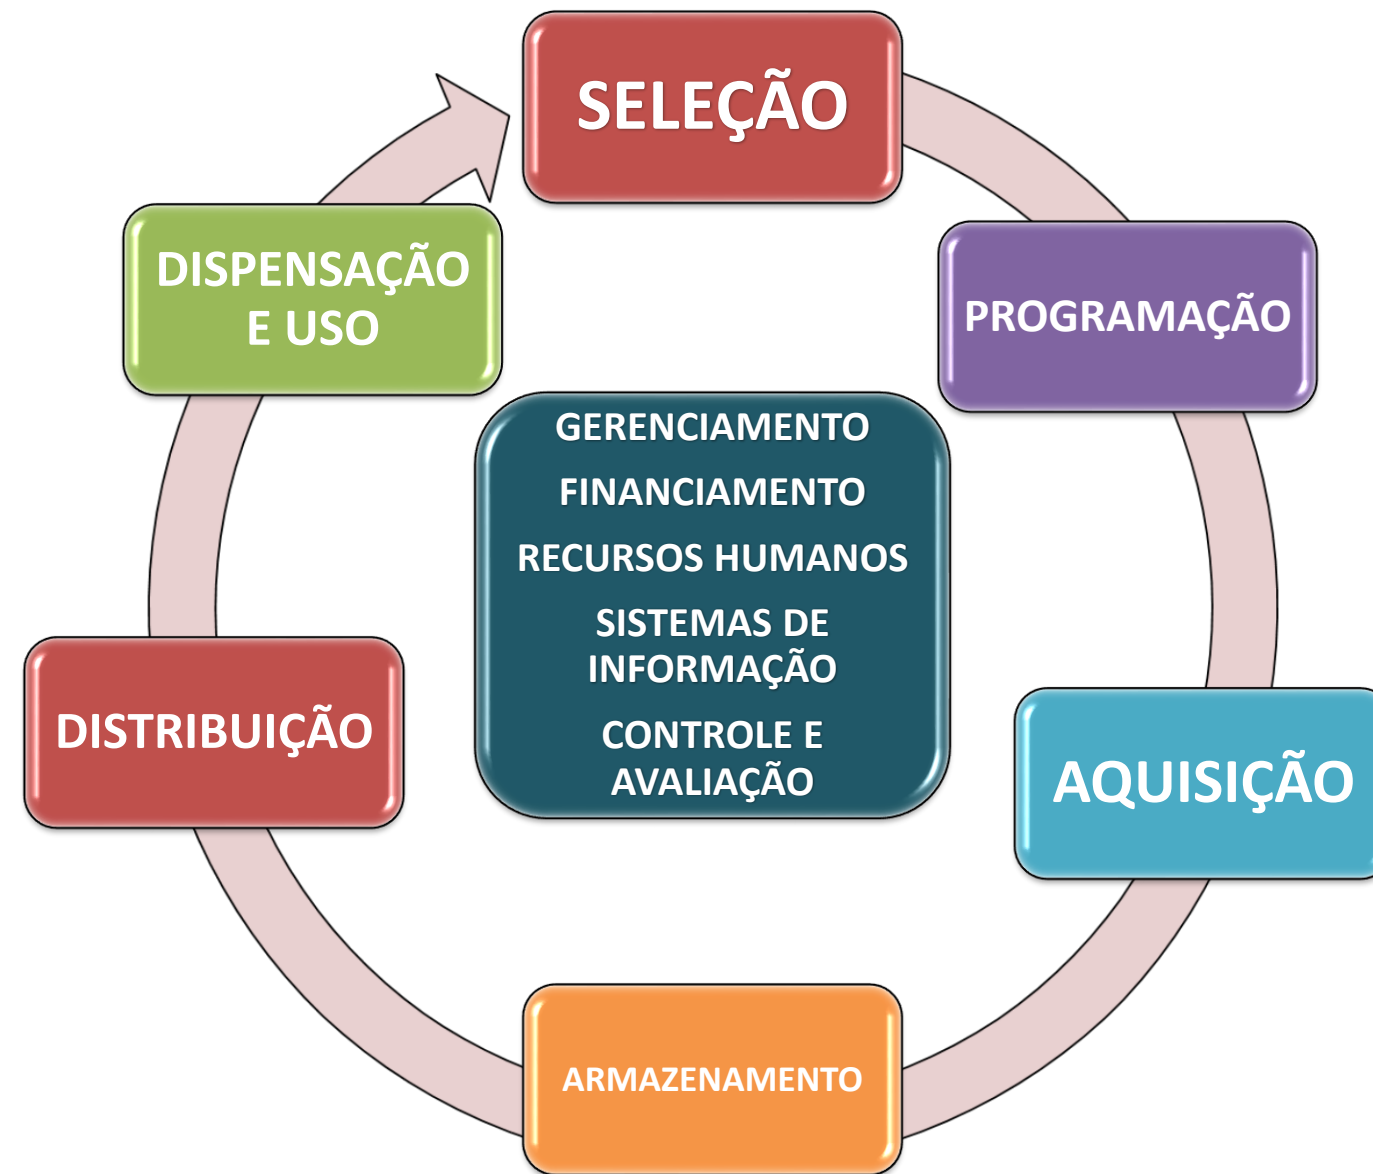 SELEÇÃO
PROGRAMAÇÃO
AQUISIÇÃO
ARMAZENAMENTO
DISTRIBUIÇÃO
DISPENSAÇÃO
E USO
GERENCIAMENTO
FINANCIAMENTO
RECURSOS HUMANOS
SISTEMAS DE
INFORMAÇÃO
CONTROLE E
AVALIAÇÃO